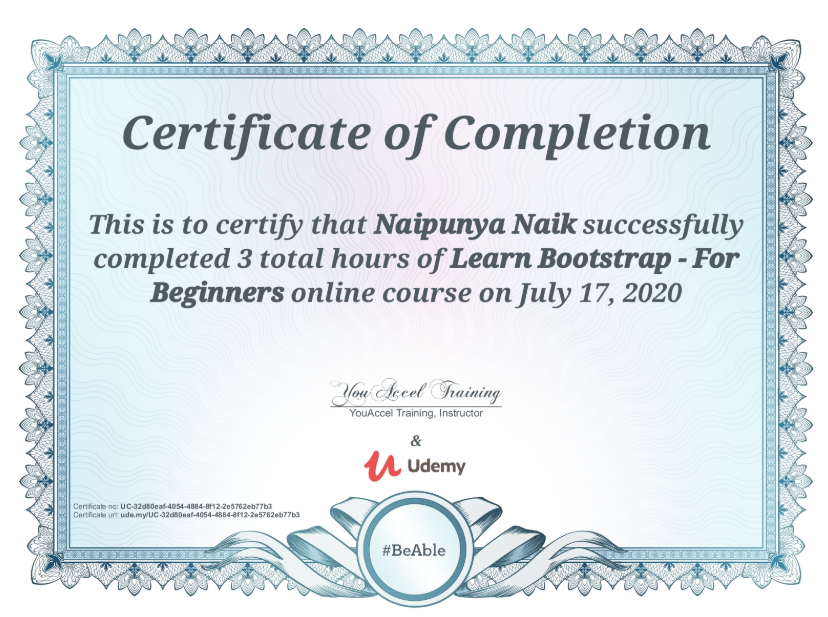 Certificate of Completion
This is to certify that Naipunya Naik successfully
completed 3 total hours of Learn Bootstrap - For
Beginners online course on July 17, 2020
You Accel Training
YouAccel Training, Instructor
&
Udemy
Certificate no: UC-32d80eaf-4054-4884-8f12-2e5762eb77b3
Certificate url: ude.my/UC-32d80eaf-4054-4884-8f12-2e5762eb77b3
#BeAble